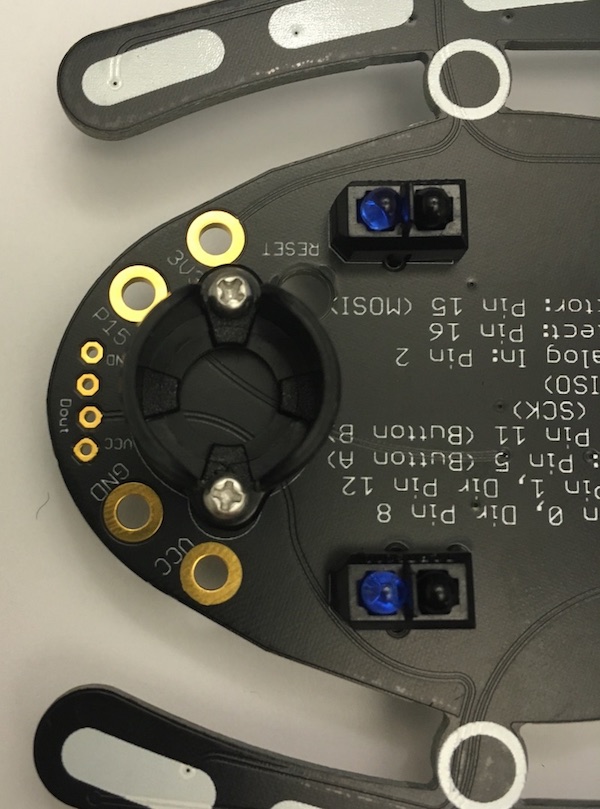 VCC
GND
VCC
Dout
GND
P15
3V3
RESET
n 0, Dir Pin 8
Pin 1, Dir Pin 12
: Pin 5 (Button A)
Pin 11 (Button B)
(SCK)
ISO)
alog In: Pin 2
lect: Pin 16
ctor: Pin 15 (MOSI)